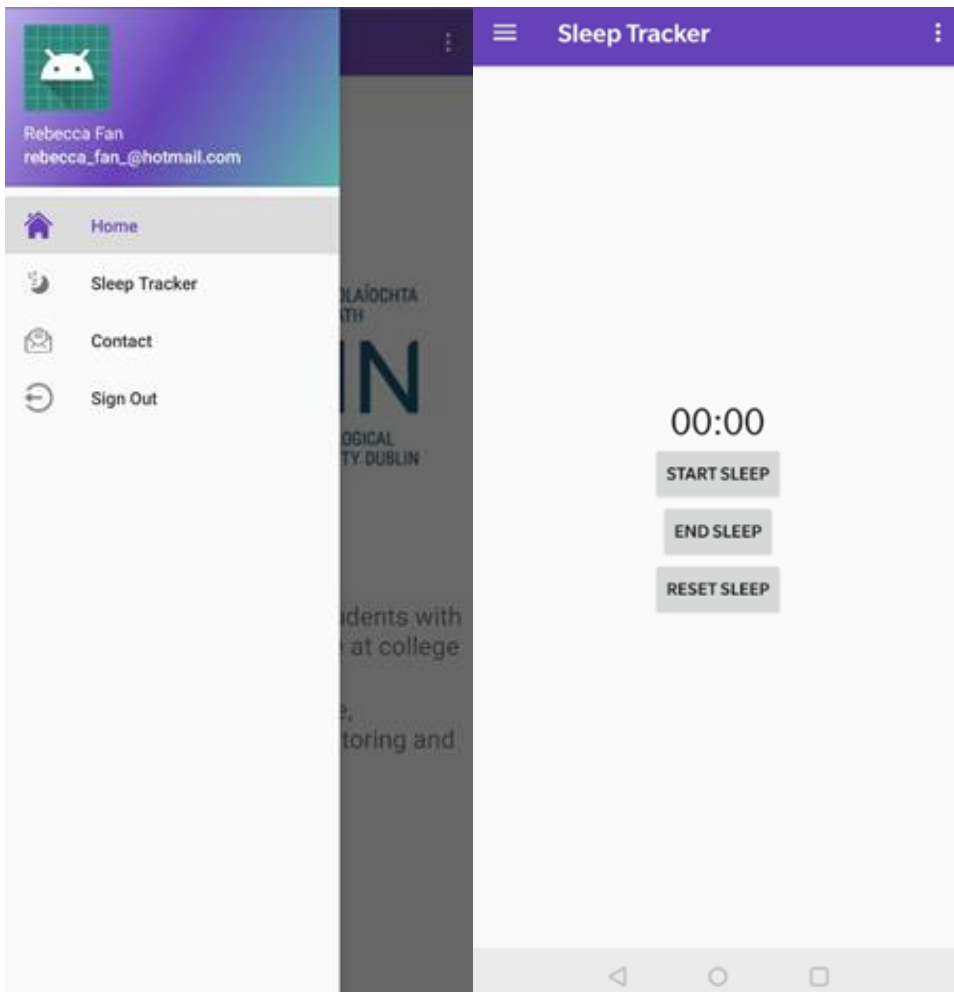 Rebecca Fan
rebecca_fan_@hotmail.com
Home
Sleep Tracker
Contact
Sign Out
OLAÍOCHTA
ATH
IN
OGICAL
TY DUBLIN
dents with
at college
toring and
Sleep Tracker
00:00
START SLEEP
END SLEEP
RESET SLEEP